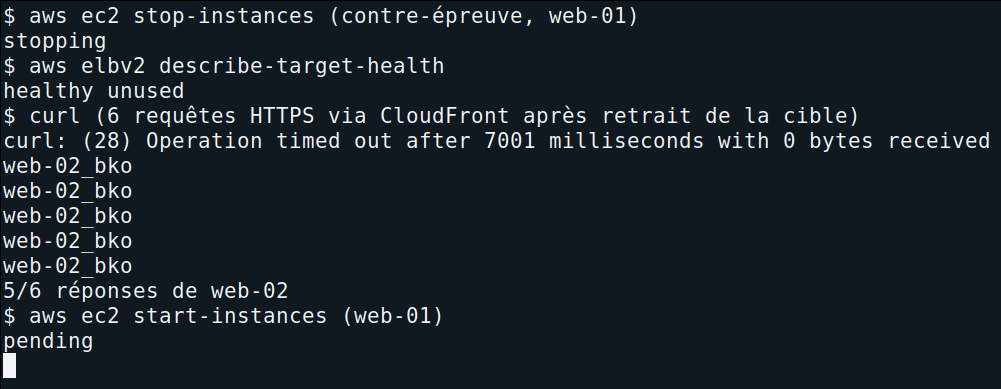 $ aws ec2 stop-instances (contre-épreuve, web-01)
stopping
$ aws elbv2 describe-target-health
healthy unused
$ curl (6 requêtes HTTPS via CloudFront après retrait de la cible)
curl: (28) Operation timed out after 7001 milliseconds with 0 bytes received
web-02_bko
web-02_bko
web-02_bko
web-02_bko
web-02_bko
5/6 réponses de web-02
$ aws ec2 start-instances (web-01)
pending